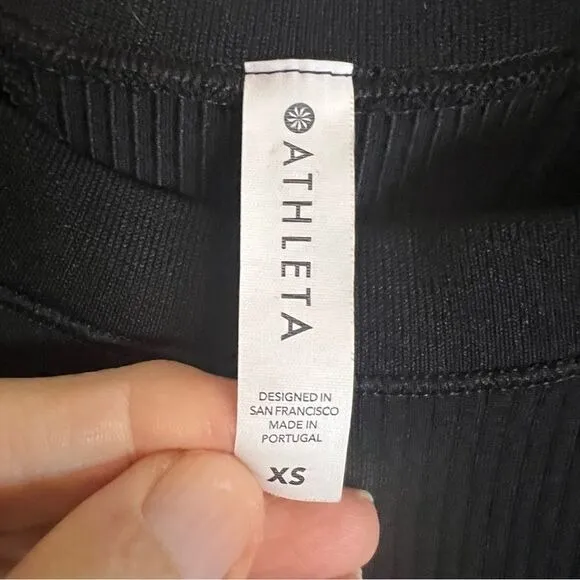 ATHLETA
DESIGNED IN
SAN FRANCISCO
MADE IN
PORTUGAL
XS